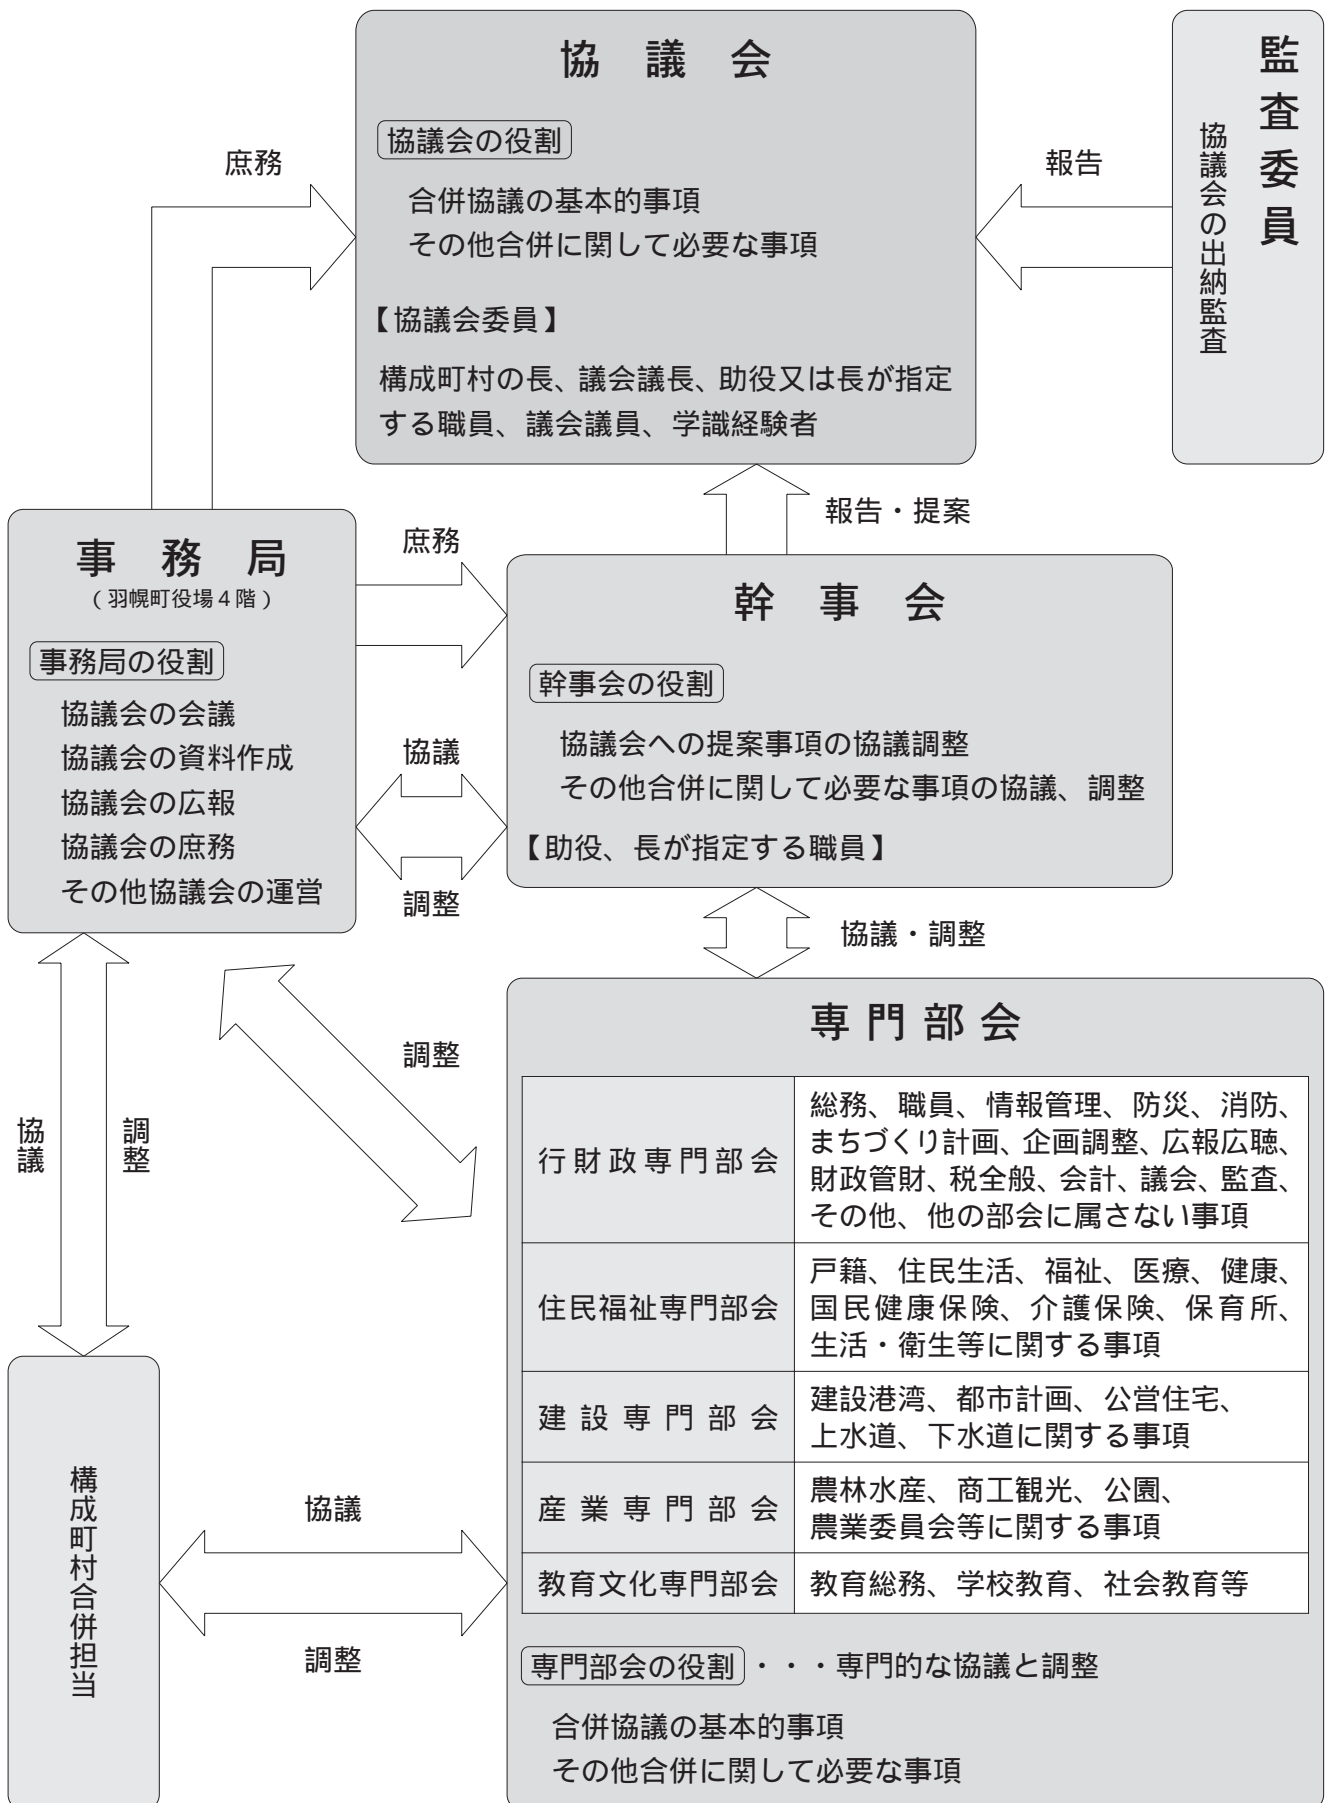 協議会
協議会の役割
合併協議の基本的事項
その他合併に関して必要な事項
【協議会委員】
構成町村の長、議会議長、助役又は長が指定
する職員、議会議員、学識経験者
監査委員
協議会の出納監査
庶務
報告
報告・提案
事務局
（羽幌町役場４階）
事務局の役割
協議会の会議
協議会の資料作成
協議会の広報
協議会の庶務
その他協議会の運営
庶務
協議
調整
幹事会
幹事会の役割
協議会への提案事項の協議調整
その他合併に関して必要な事項の協議、調整
【助役、長が指定する職員】
協議・調整
調整
協議
調整
専門部会
行財政専門部会
総務、職員、情報管理、防災、消防、
まちづくり計画、企画調整、広報広聴、
財政管財、税全般、会計、議会、監査、
その他、他の部会に属さない事項
住民福祉専門部会
戸籍、住民生活、福祉、医療、健康、
国民健康保険、介護保険、保育所、
生活・衛生等に関する事項
建設専門部会
建設港湾、都市計画、公営住宅、
上水道、下水道に関する事項
産業専門部会
農林水産、商工観光、公園、
農業委員会等に関する事項
教育文化専門部会
教育総務、学校教育、社会教育等
専門部会の役割・・・専門的な協議と調整
合併協議の基本的事項
その他合併に関して必要な事項
構成町村合併担当
協議
調整